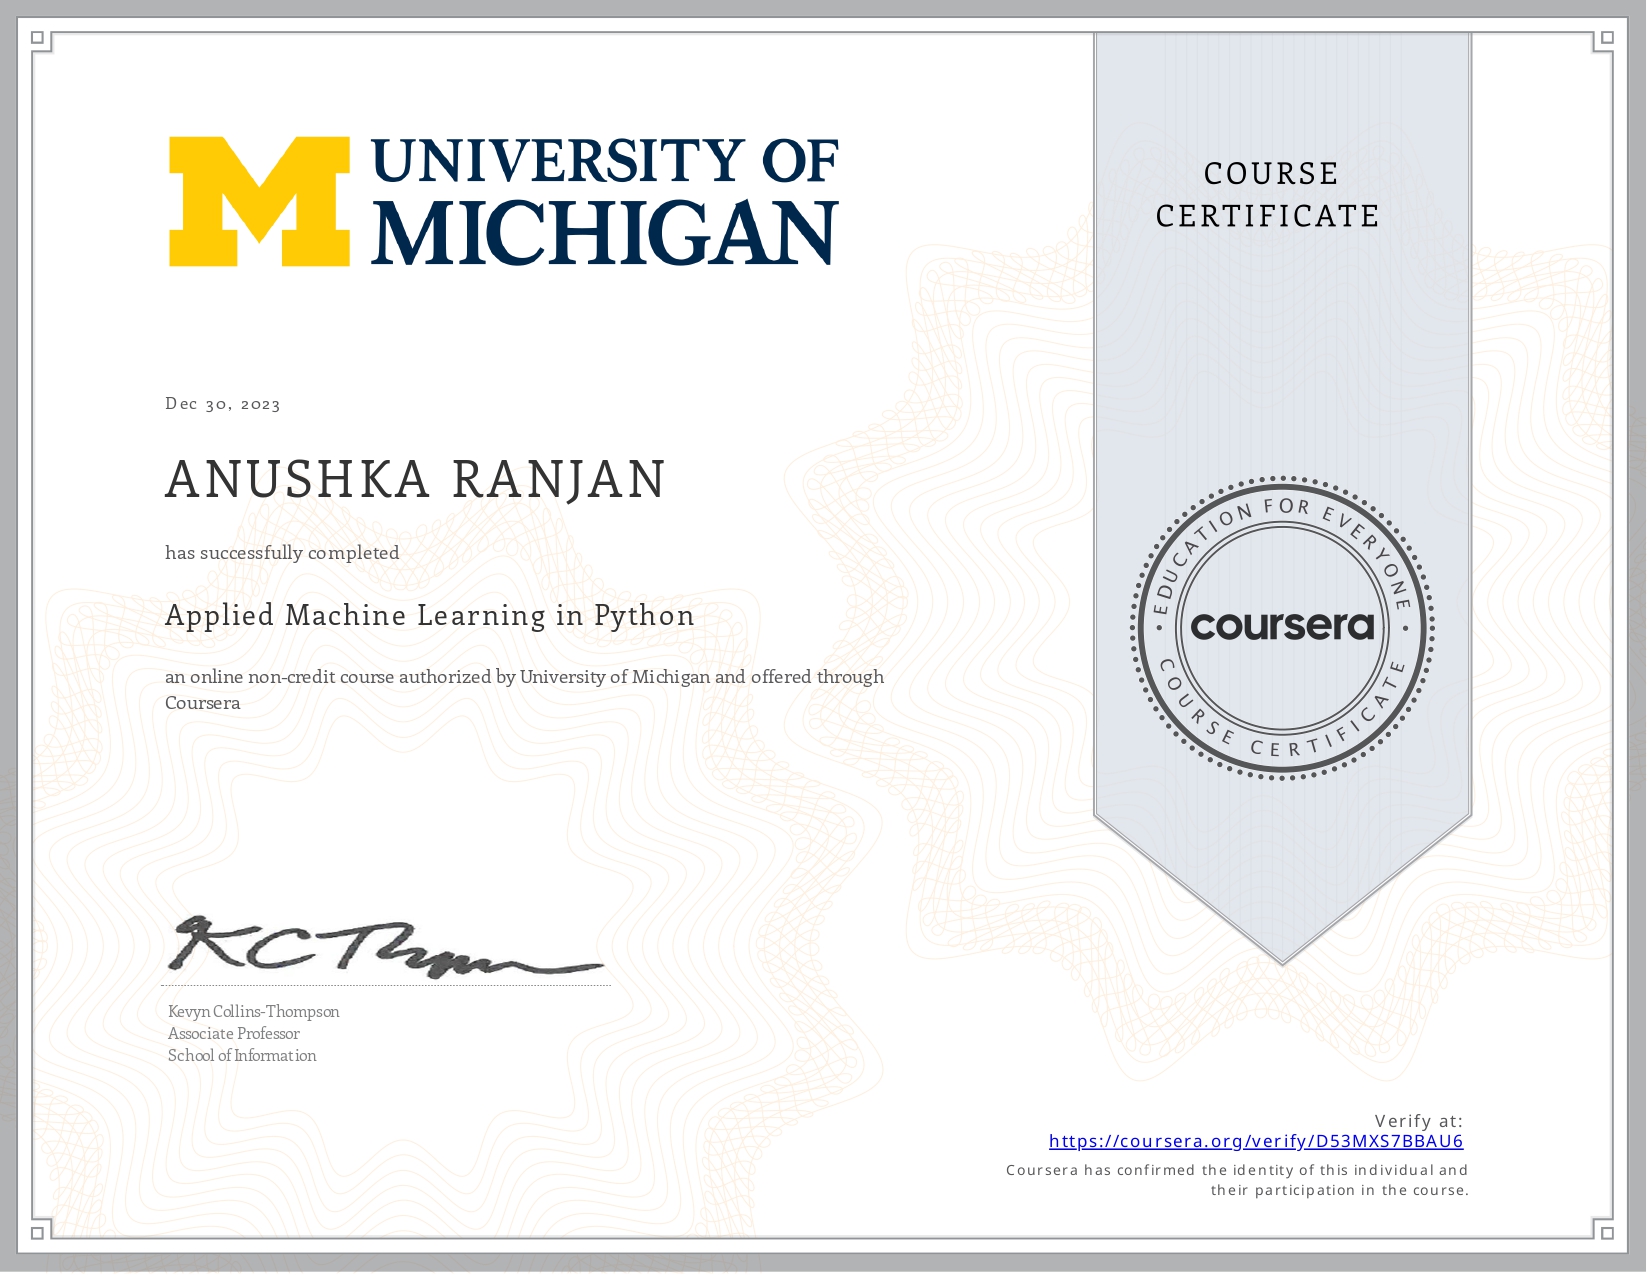 UNIVERSITY OF
MICHIGAN
COURSE
CERTIFICATE
Dec 30, 2023
ANUSHKA RANJAN
has successfully completed
Applied Machine Learning in Python
an online non-credit course authorized by University of Michigan and offered through
Coursera
EDUCATION FOR EVERYONE
coursera
COURSE CERTIFICATE
Kevyn Collins-Thompson
Associate Professor
School of Information
Verify at:
https://coursera.org/verify/D53MXS7BBAU6
Coursera has confirmed the identity of this individual and
their participation in the course.